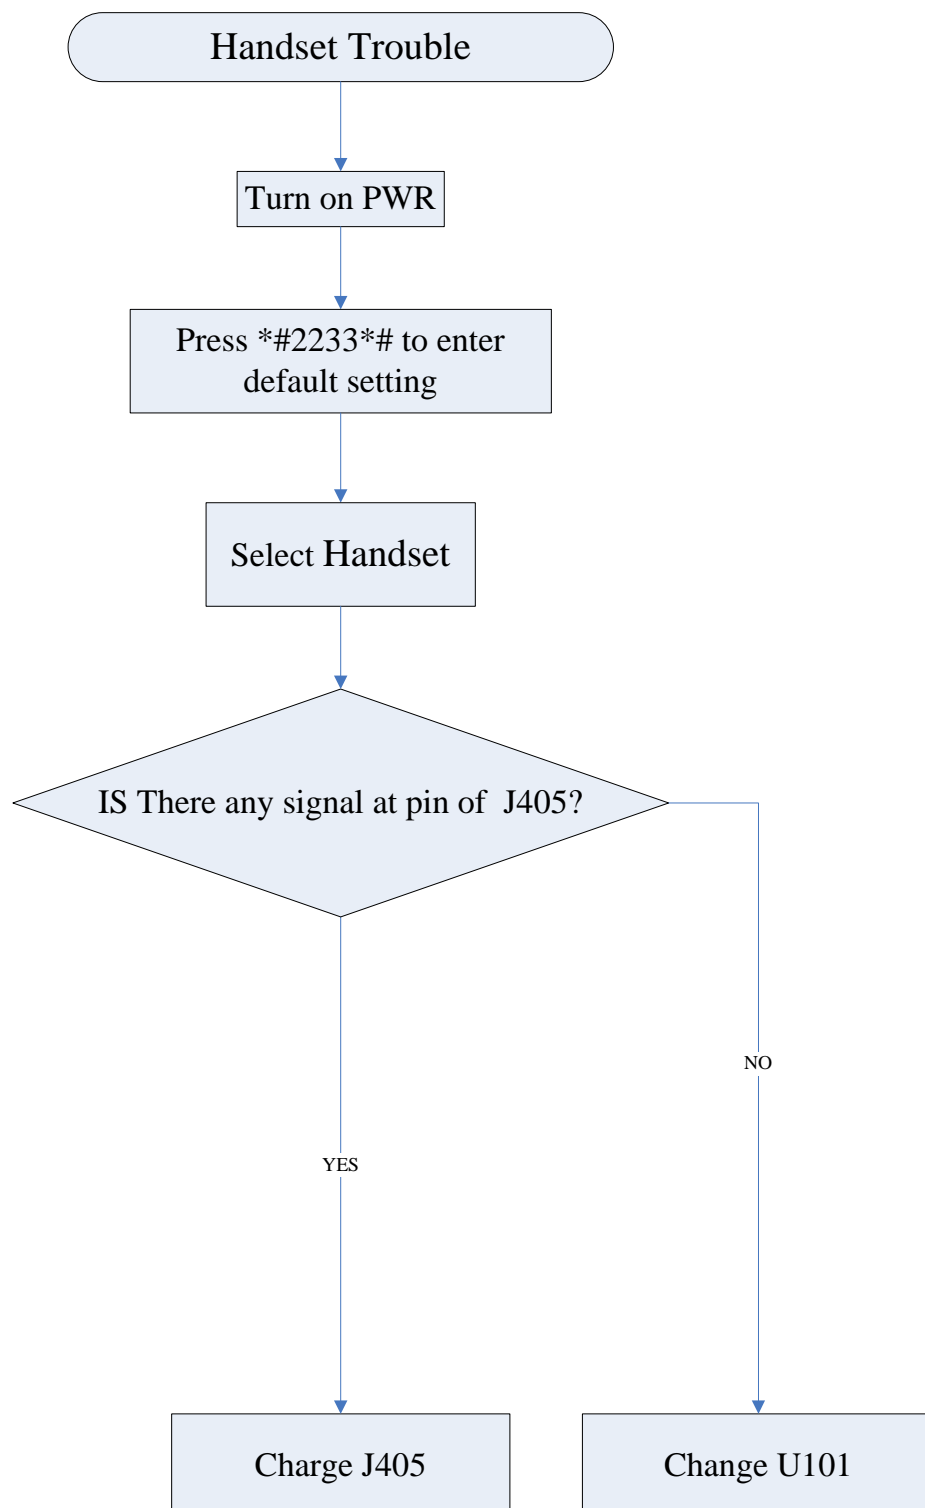 Handset Trouble
Turn on PWR
Press *#2233*# to enter
default setting
Select Handset
IS There any signal at pin of  J405?
NO
YES
Charge J405
Change U101